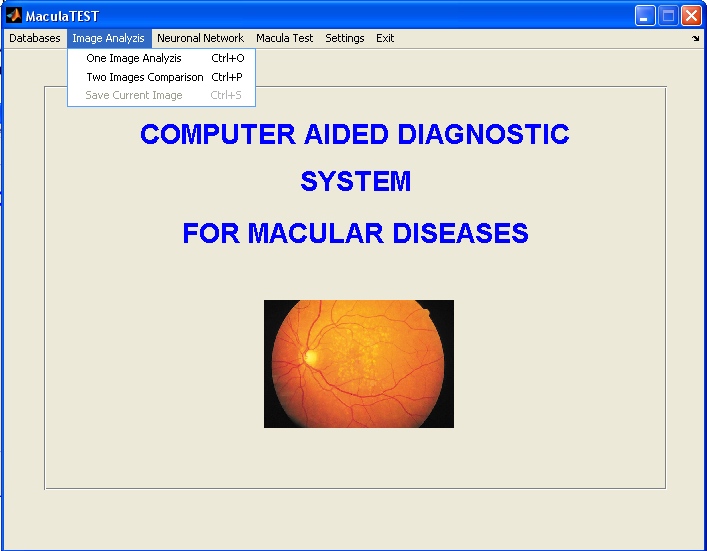 MaculaTEST
Databases Image Analyzis Neuronal Network Macula Test Settings Exit
One Image Analyzis Ctrl+O
Two Images Comparison Ctrl+P
Save Current Image Ctrl+S
COMPUTER AIDED DIAGNOSTIC
SYSTEM
FOR MACULAR DISEASES